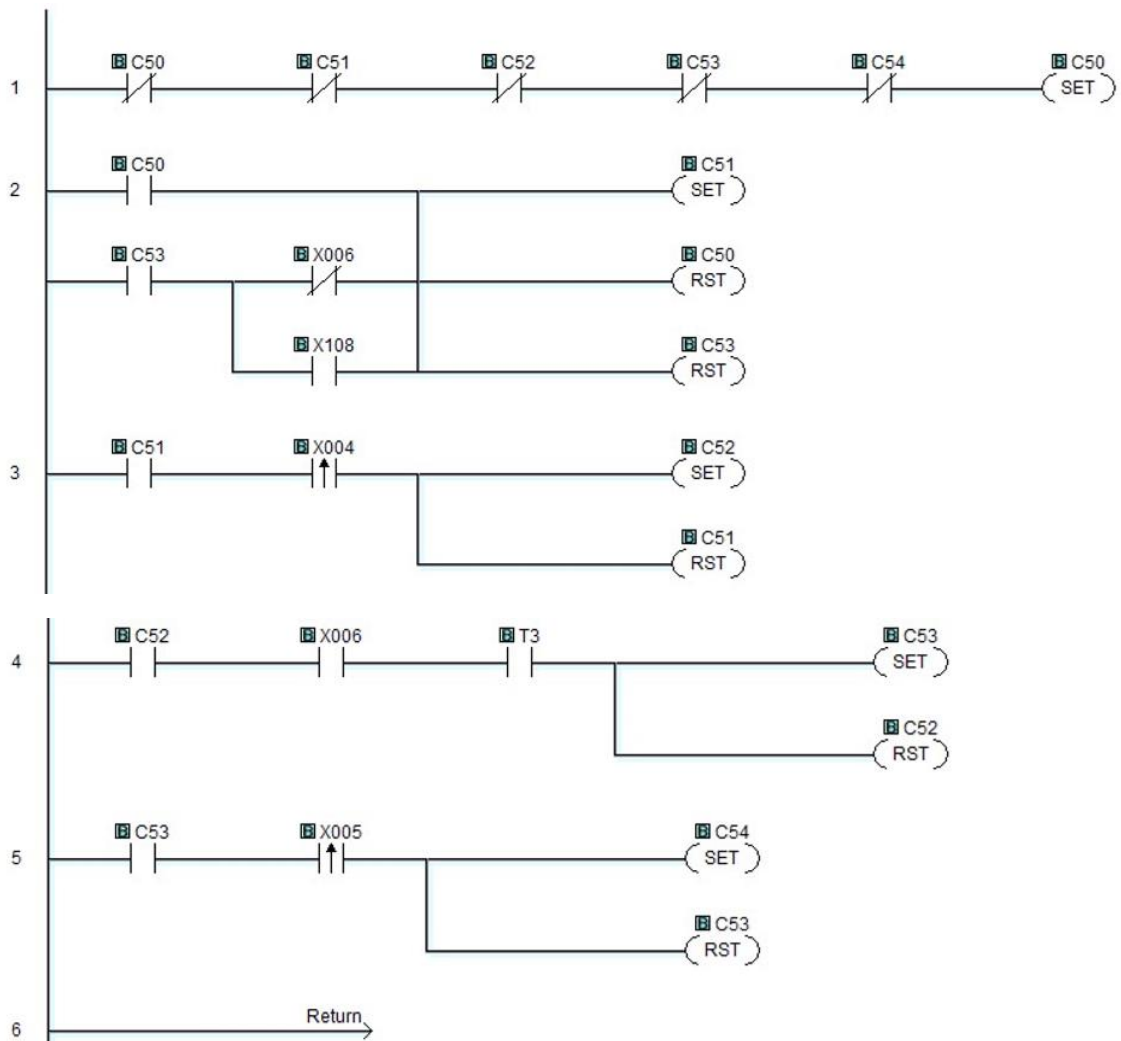 B C50 B C51 B C52 B C53 B C54 B C50
1 SET
B C50 B C51
2 SET
B C53 B X006 B C50
RST
B X108 B C53
RST
B C51 B X004 B C52
3 SET
B C51
RST
B C52 B X006 B T3 B C53
4 SET
B C52
RST
B C53 B X005 B C54
5 SET
B C53
RST
Return
6